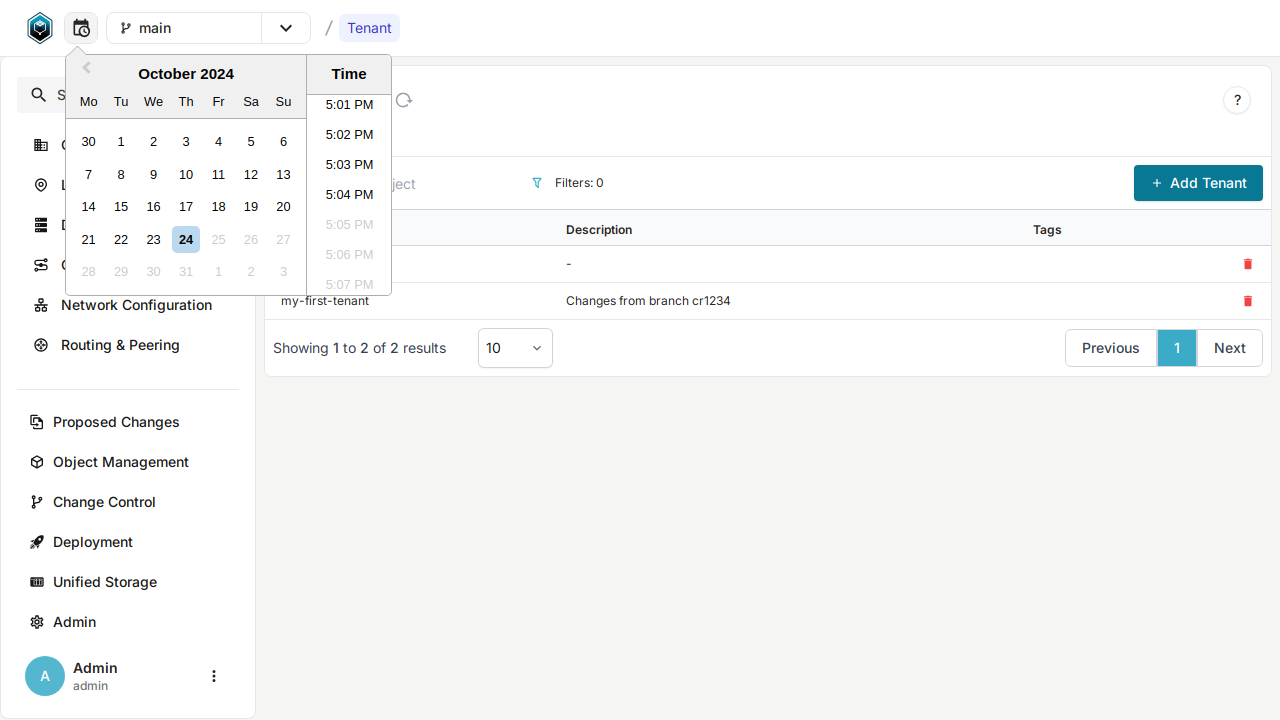 main
/
Tenant
October 2024
Mo Tu We Th Fr Sa Su
30 1 2 3 4 5 6
7 8 9 10 11 12 13
14 15 16 17 18 19 20
21 22 23 24 25 26 27
28 29 30 31 1 2 3
Time
5:01 PM
5:02 PM
5:03 PM
5:04 PM
5:05 PM
5:06 PM
5:07 PM
?
Filters: 0
+ Add Tenant
Description
Tags
-
my-first-tenant
Changes from branch cr1234
Showing 1 to 2 of 2 results
10
Previous
1
Next
Network Configuration
Routing & Peering
Proposed Changes
Object Management
Change Control
Deployment
Unified Storage
Admin
A
Admin
admin